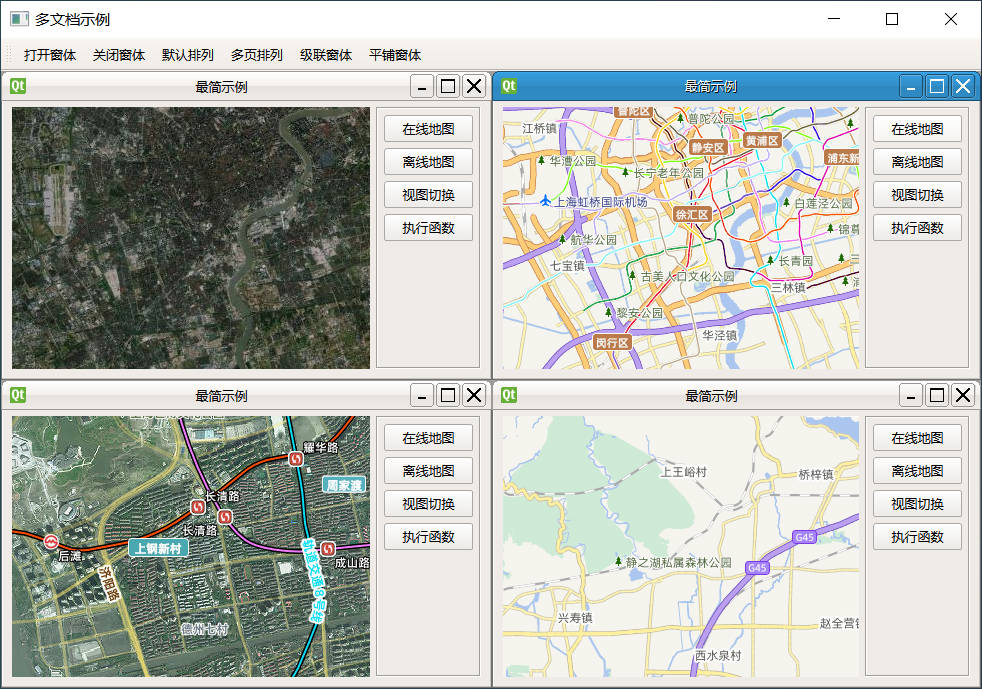 多文档示例
打开窗体 关闭窗体 默认排列 多页排列 级联窗体 平铺窗体
Qt 最简示例
在线地图
离线地图
视图切换
执行函数
Qt 最简示例
普陀区
普陀公园
江桥镇
静安区
黄浦区
华漕公园
浦东新
长宁老年公园
上海虹桥国际机场
白莲泾公园
徐汇区
锦尊
航华公园
七宝镇
长青园
三
古美人口文化公园
三林镇
黎安公园
华泾镇
闵行区
在线地图
离线地图
视图切换
执行函数
Qt 最简示例
耀华路
周家渡
长清路
长清路
后滩
上钢新村
成山路
济阳路
轨道交通8号线
德州七村
在线地图
离线地图
视图切换
执行函数
Qt 最简示例
上王峪村
桥梓镇
G45
静之湖私属森林公园
G45
兴寿镇
赵全营镇
西水泉村
在线地图
离线地图
视图切换
执行函数